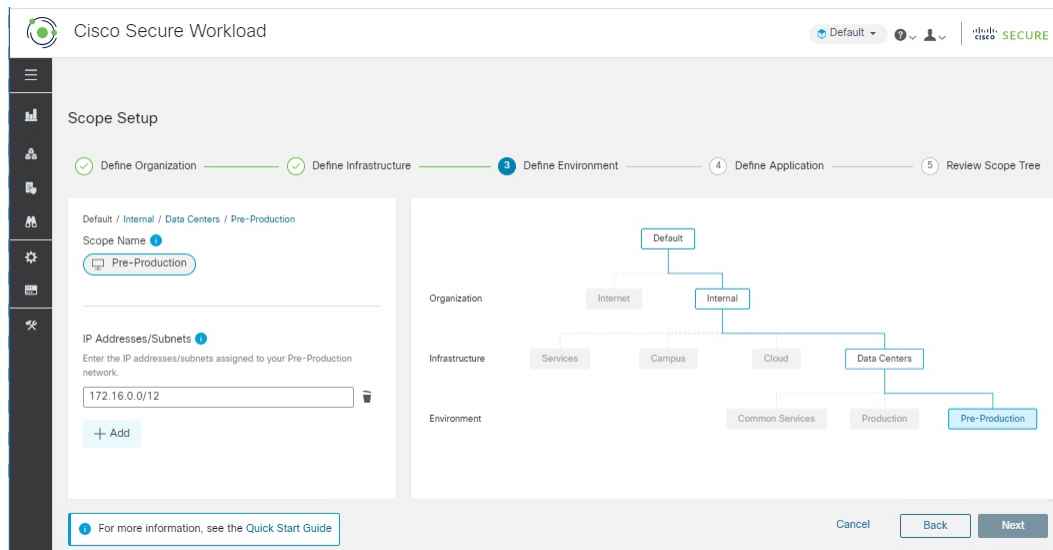 Cisco Secure Workload
Default
cisco SECURE
Scope Setup
Define Organization
Define Infrastructure
3 Define Environment
4 Define Application
5 Review Scope Tree
Default / Internal / Data Centers / Pre-Production
Scope Name
Pre-Production
IP Addresses/Subnets
Enter the IP addresses/subnets assigned to your Pre-Production
network.
172.16.0.0/12
+ Add
Default
Organization
Internet
Internal
Infrastructure
Services
Campus
Cloud
Data Centers
Environment
Common Services
Production
Pre-Production
For more information, see the Quick Start Guide
Cancel
Back
Next